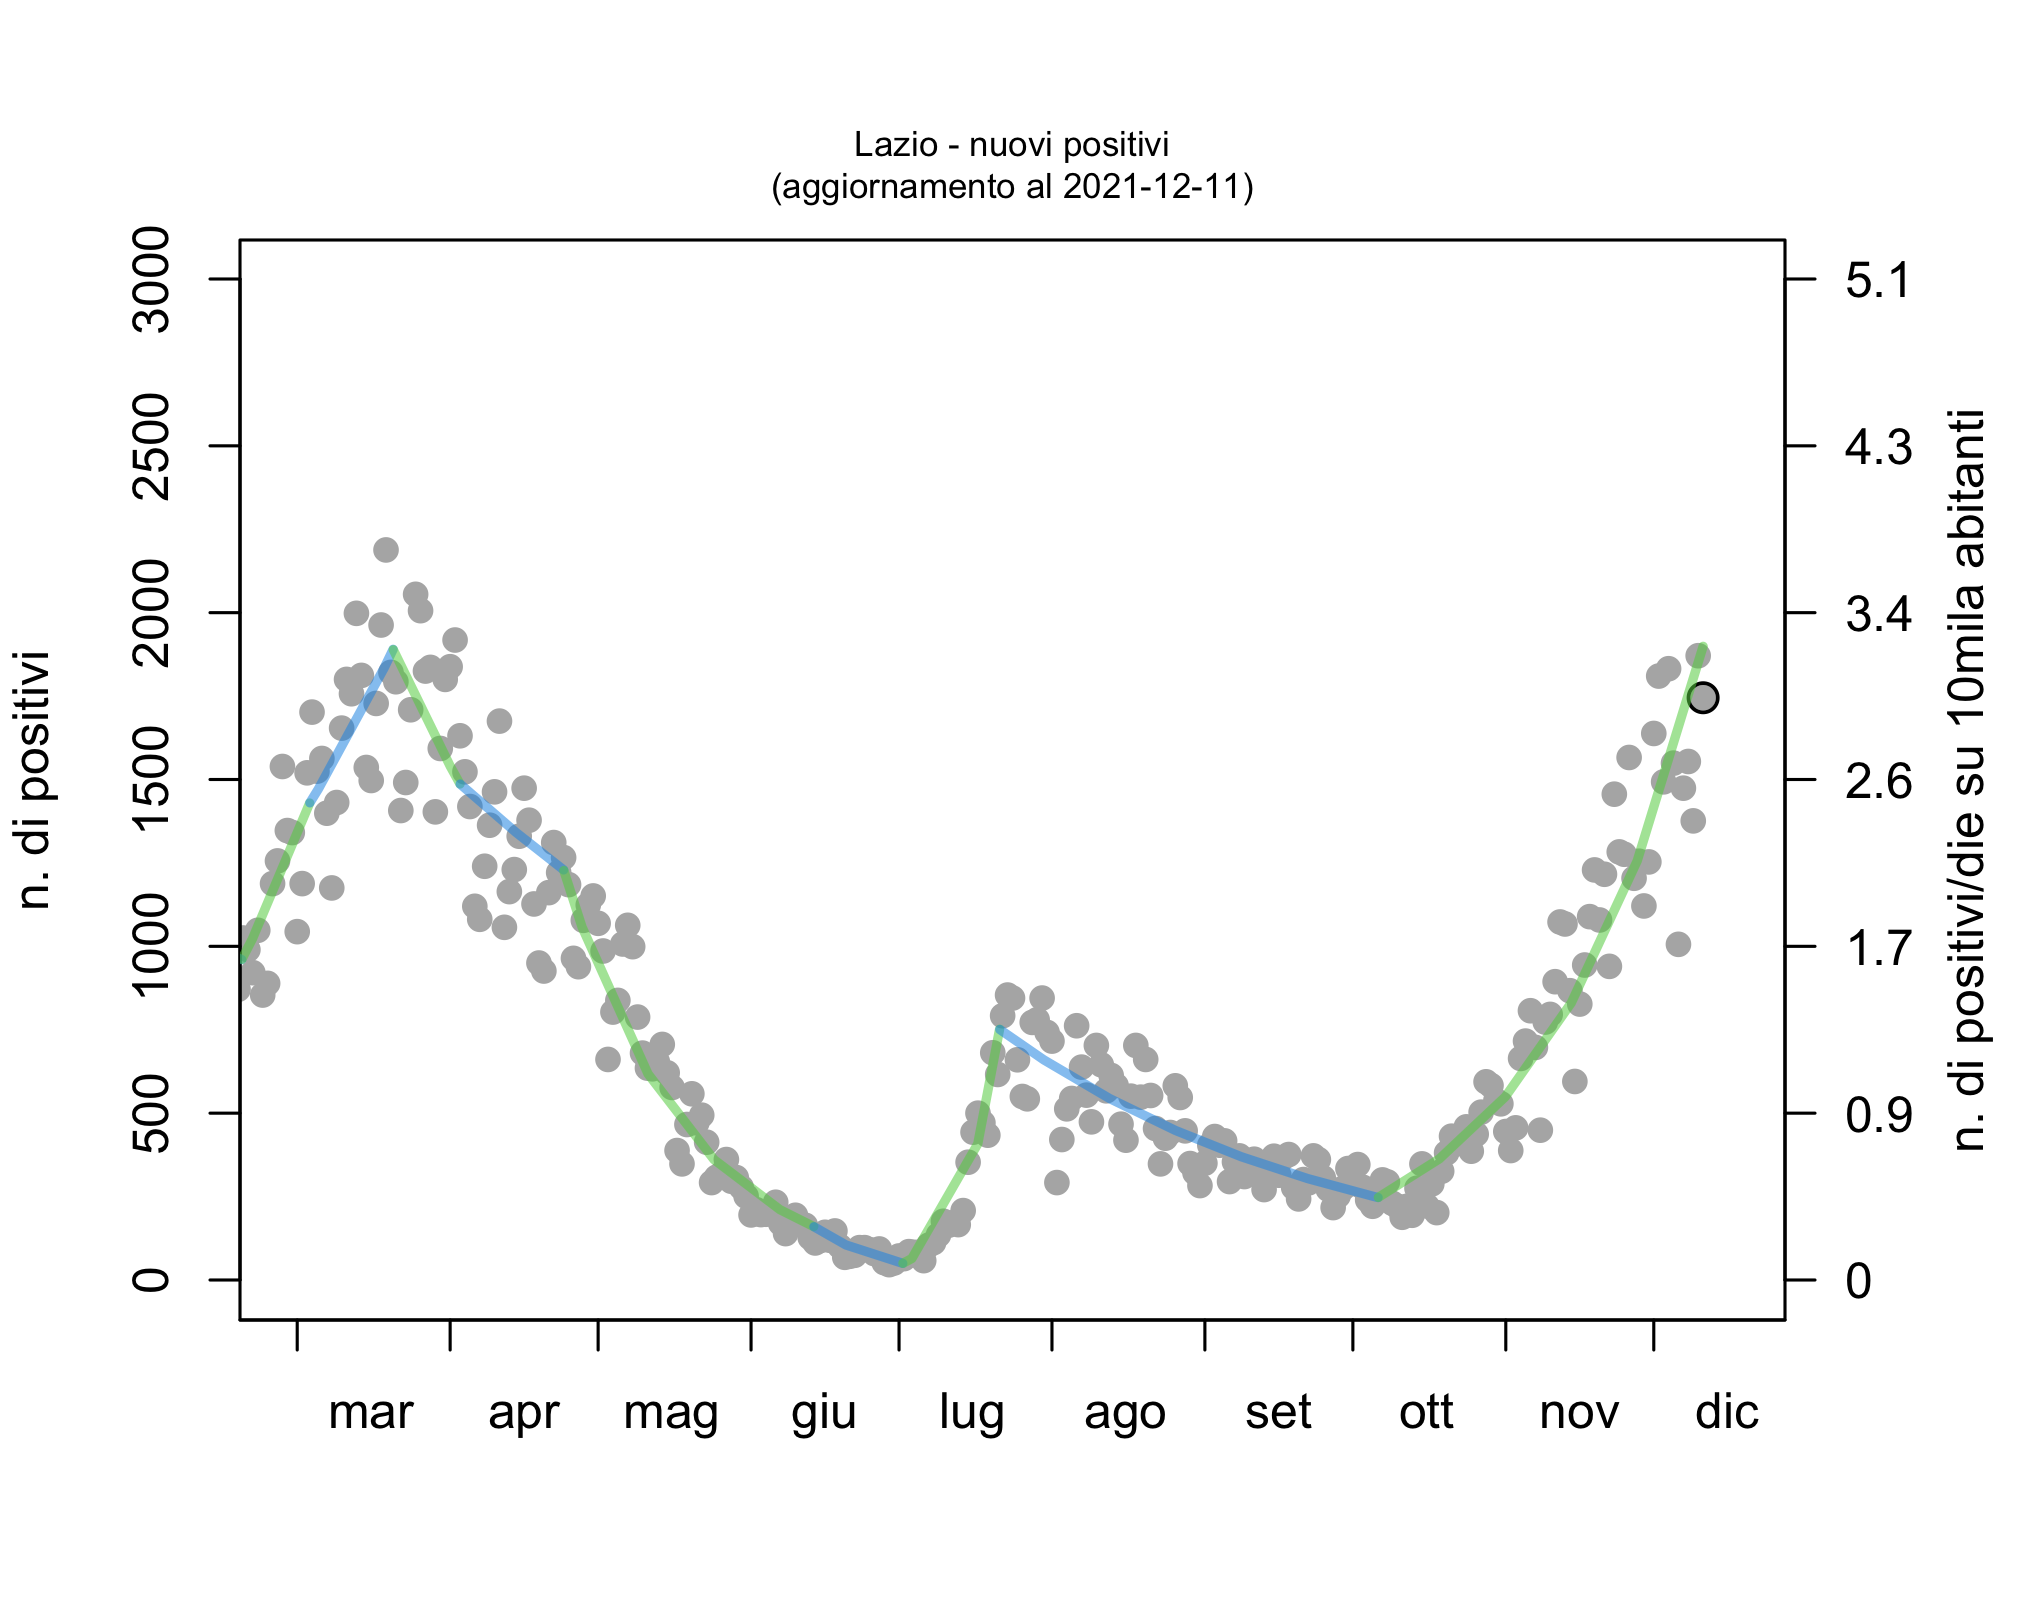 Lazio - nuovi positivi
(aggiornamento al 2021-12-11)
n. di positivi
3000
2500
2000
1500
1000
500
0
5.1
4.3
3.4
2.6
1.7
0.9
0
n. di positivi/die su 10mila abitanti
mar apr mag giu lug ago set ott nov dic